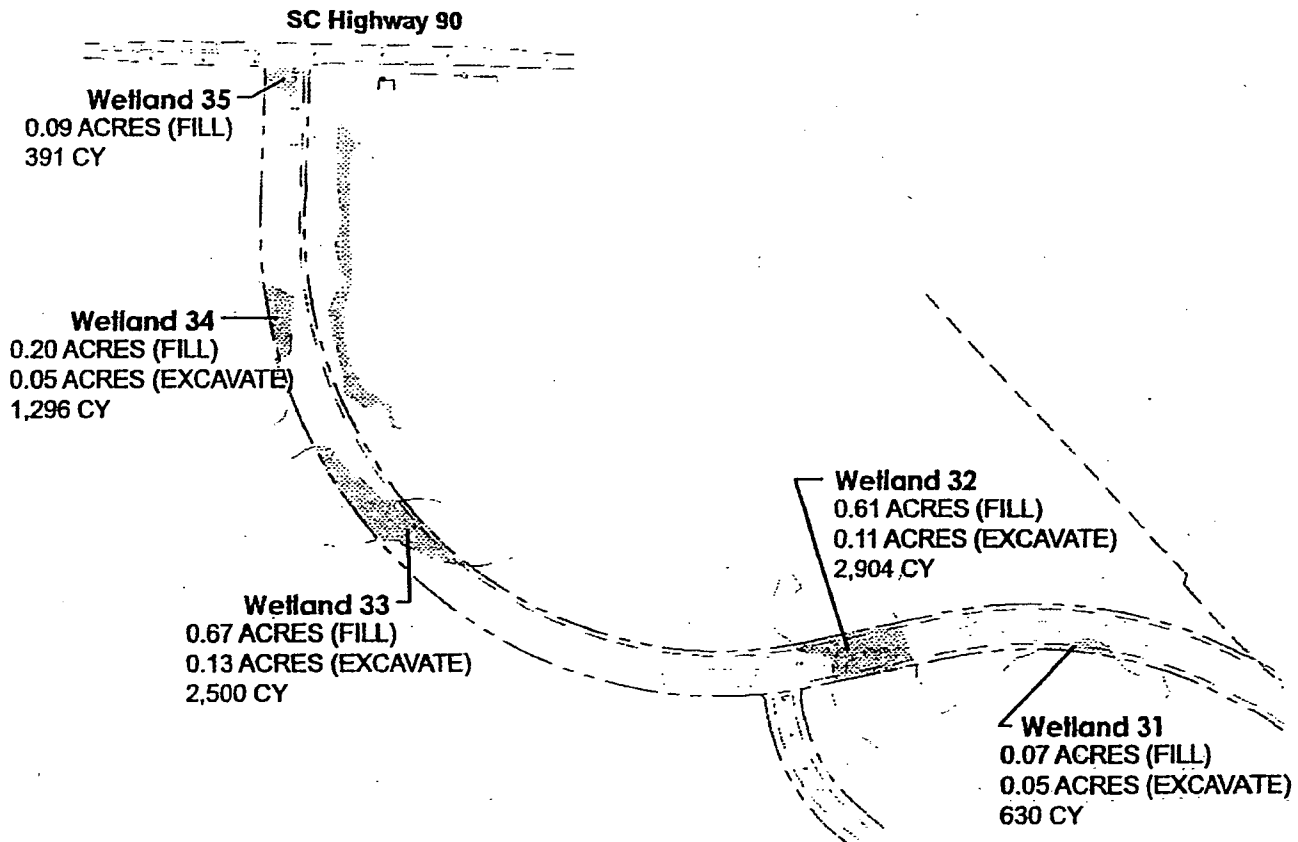 SC Highway 90
Wetland 35
0.09 ACRES (FILL)
391 CY
Wetland 34
0.20 ACRES (FILL)
0.05 ACRES (EXCAVATE)
1,296 CY
Wetland 33
0.67 ACRES (FILL)
0.13 ACRES (EXCAVATE)
2,500 CY
Wetland 32
0.61 ACRES (FILL)
0.11 ACRES (EXCAVATE)
2,904 CY
Wetland 31
0.07 ACRES (FILL)
0.05 ACRES (EXCAVATE)
630 CY